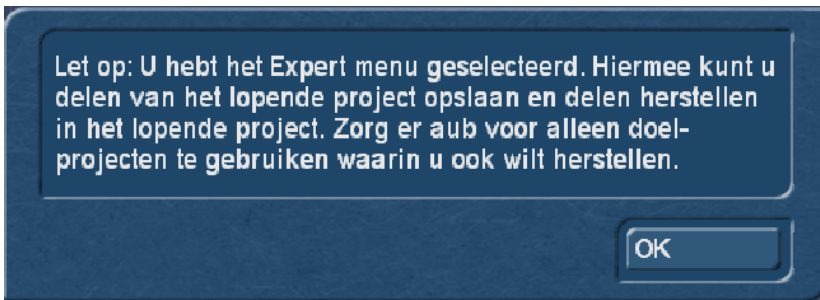 Let op: U hebt het Expert menu geselecteerd. Hiermee kunt u
delen van het lopende project opslaan en delen herstellen
in het lopende project. Zorg er aub voor alleen doel-
projecten te gebruiken waarin u ook wilt herstellen.
OK